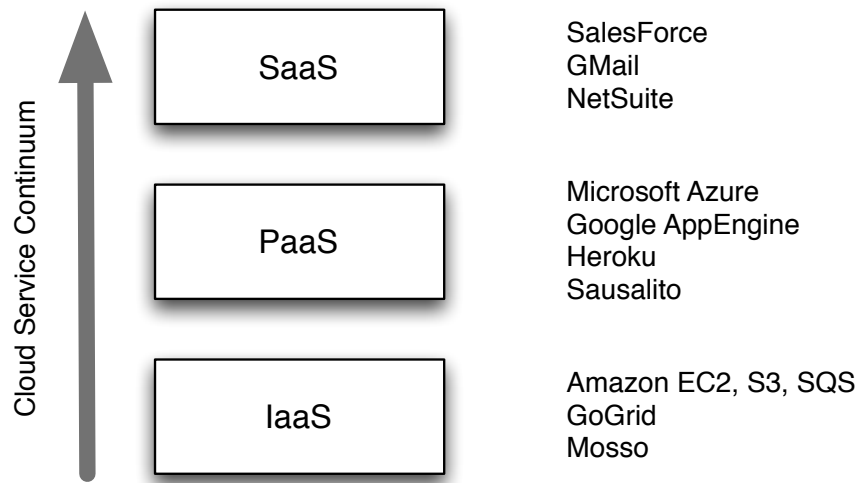 Cloud Service Continuum
SaaS
SalesForce
GMail
NetSuite
PaaS
Microsoft Azure
Google AppEngine
Heroku
Sausalito
IaaS
Amazon EC2, S3, SQS
GoGrid
Mosso